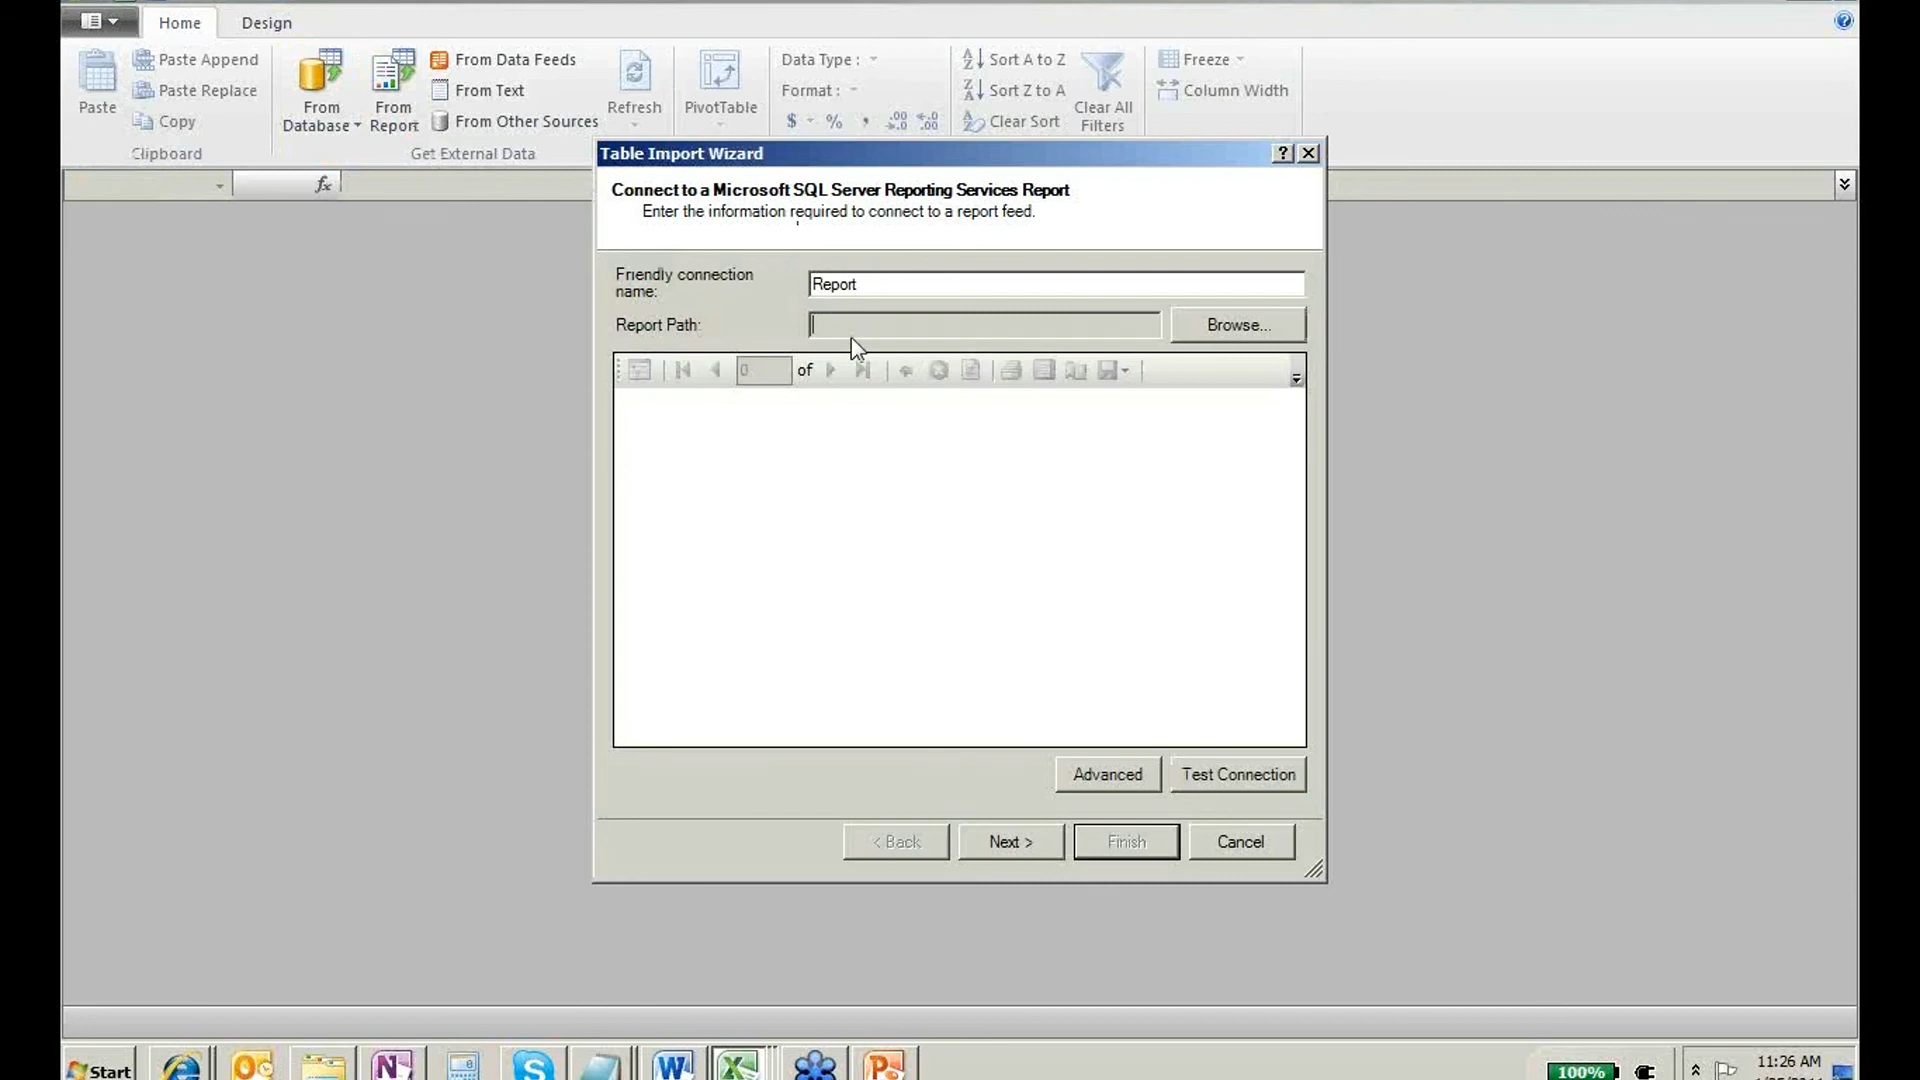 Home
Design
Paste
Paste Append
Paste Replace
Copy
Clipboard
From
Database
From
Report
From Data Feeds
From Text
From Other Sources
Get External Data
Refresh
PivotTable
Data Type :
Format :
$ % , .00 .00
Sort A to Z
Sort Z to A
Clear Sort
Clear All
Filters
Freeze
Column Width
fx
Table Import Wizard
Connect to a Microsoft SQL Server Reporting Services Report
Enter the information required to connect to a report feed.
Friendly connection
name:
Report
Report Path:
Browse...
0 of
Advanced
Test Connection
< Back
Next >
Finish
Cancel
Start
100%
11:26 AM